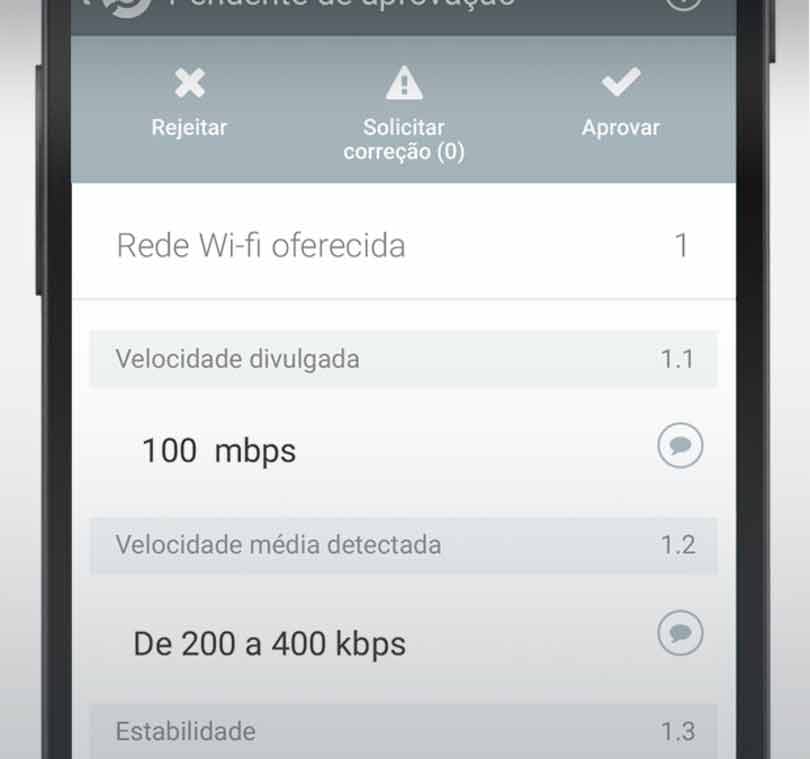 Pendente de aprovação
Rejeitar
Solicitar
correção (0)
Aprovar
Rede Wi-fi oferecida 1
Velocidade divulgada 1.1
100 mbps
Velocidade média detectada 1.2
De 200 a 400 kbps
Estabilidade 1.3